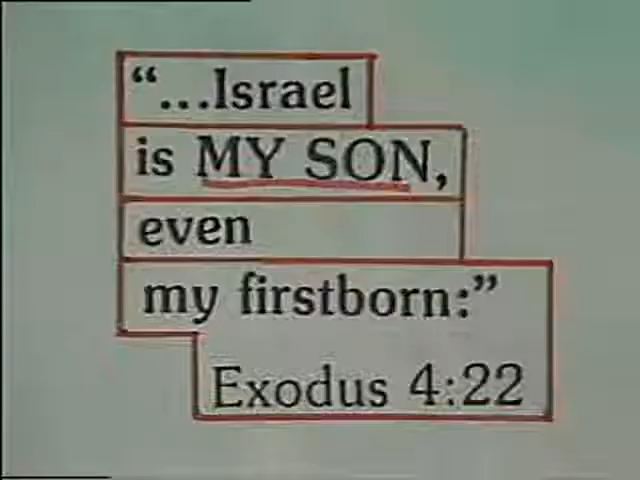 “...Israel
is MY SON,
even
my firstborn:”
Exodus 4:22